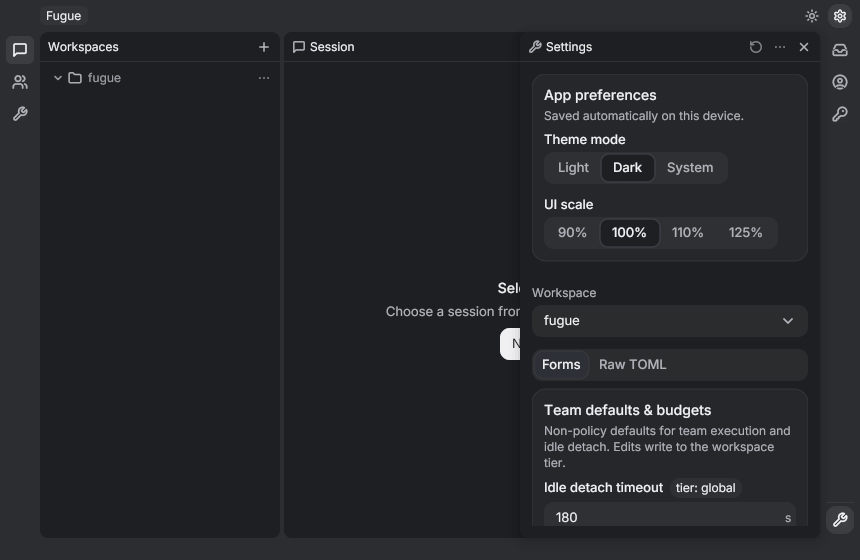 Fugue
Workspaces
fugue
Session
Choose a session from
Settings
App preferences
Saved automatically on this device.
Theme mode
Light Dark System
UI scale
90% 100% 110% 125%
Workspace
fugue
Forms Raw TOML
Team defaults & budgets
Non-policy defaults for team execution and
idle detach. Edits write to the workspace
tier.
Idle detach timeout tier: global
180 s